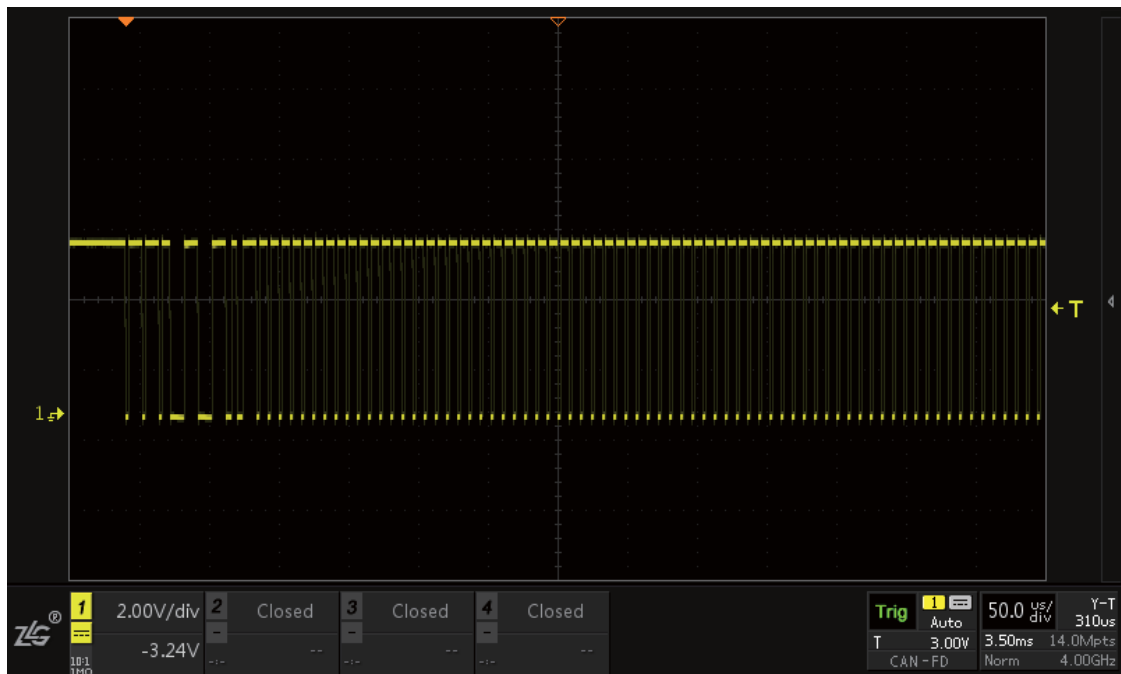 T
1
ZLG®
1 2.00V/div 2 Closed 3 Closed 4 Closed
-3.24V -:- -- -:- -- -:- --
10:1
1MΩ
Trig 1 Auto 50.0 us/div Y-T
310us
T 3.00V 3.50ms 14.0Mpts
CAN-FD Norm 4.00GHz